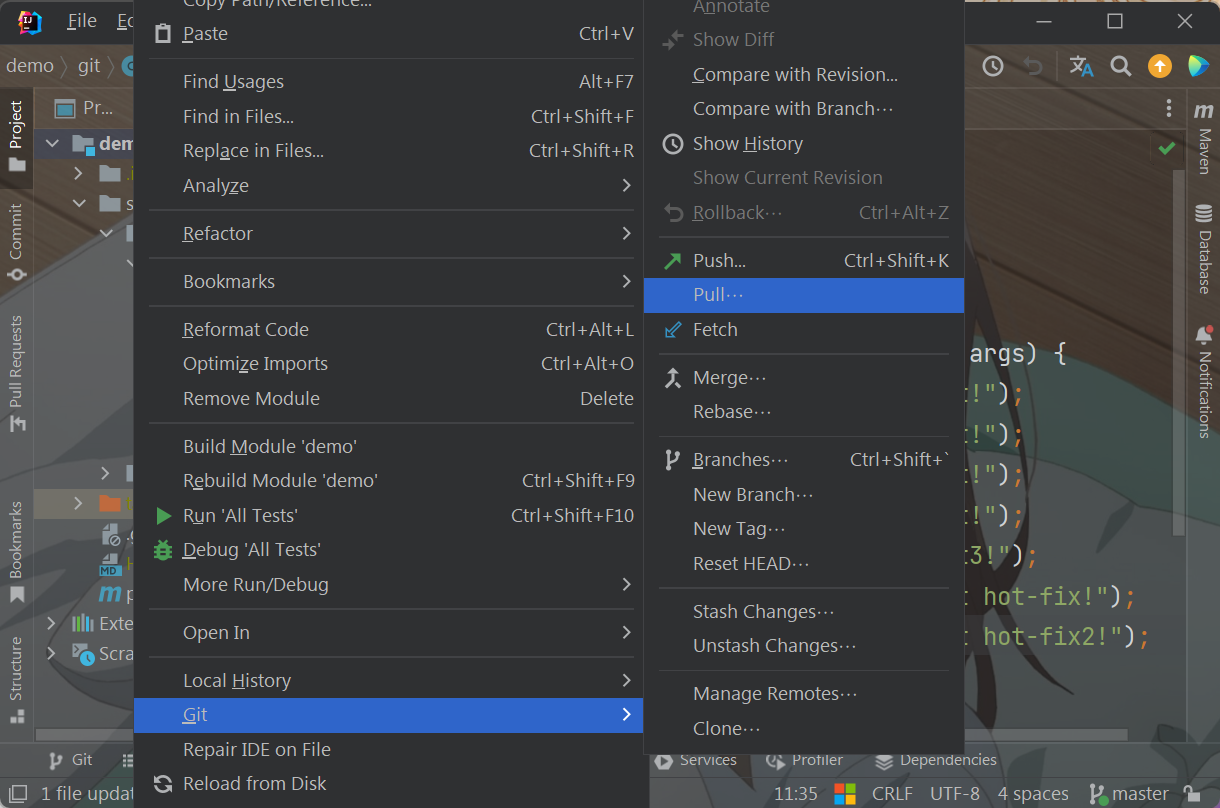 File
demo
git
Project
Pr...
Commit
Pull Requests
Bookmarks
Structure
Exte
Scra
Git
1 file updat
Copy Path/Reference...
Paste Ctrl+V
Find Usages Alt+F7
Find in Files... Ctrl+Shift+F
Replace in Files... Ctrl+Shift+R
Analyze
Refactor
Bookmarks
Reformat Code Ctrl+Alt+L
Optimize Imports Ctrl+Alt+O
Remove Module Delete
Build Module 'demo'
Rebuild Module 'demo' Ctrl+Shift+F9
Run 'All Tests' Ctrl+Shift+F10
Debug 'All Tests'
More Run/Debug
Open In
Local History
Git
Repair IDE on File
Reload from Disk
Annotate
Show Diff
Compare with Revision...
Compare with Branch···
Show History
Show Current Revision
Rollback··· Ctrl+Alt+Z
Push... Ctrl+Shift+K
Pull···
Fetch
Merge···
Rebase···
Branches··· Ctrl+Shift+`
New Branch···
New Tag···
Reset HEAD···
Stash Changes···
Unstash Changes···
Manage Remotes···
Clone···
args) {
t!");
t!");
t!");
t!");
t3!");
t hot-fix!");
t hot-fix2!");
Maven
Database
Notifications
Services
Profiler
Dependencies
11:35
CRLF
UTF-8
4 spaces
master